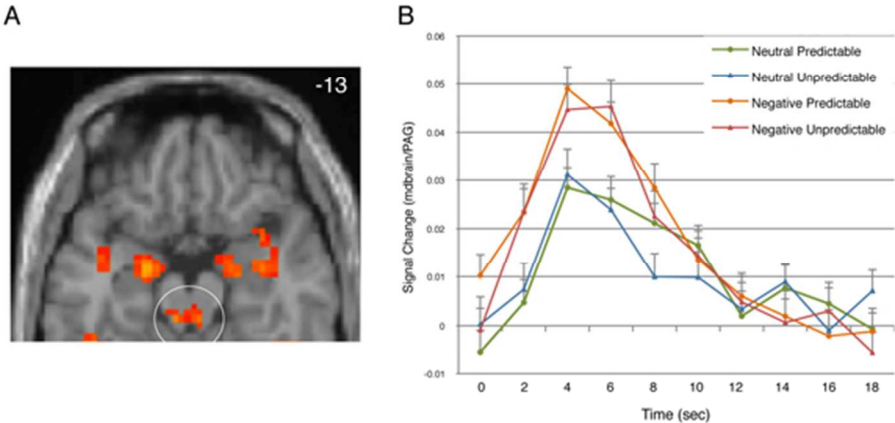 A
-13
B
0.06
0.05
0.04
0.03
0.02
0.01
0
-0.01
Signal Change (mdbrain/PAG)
Neutral Predictable
Neutral Unpredictable
Negative Predictable
Negative Unpredictable
0 2 4 6 8 10 12 14 16 18
Time (sec)